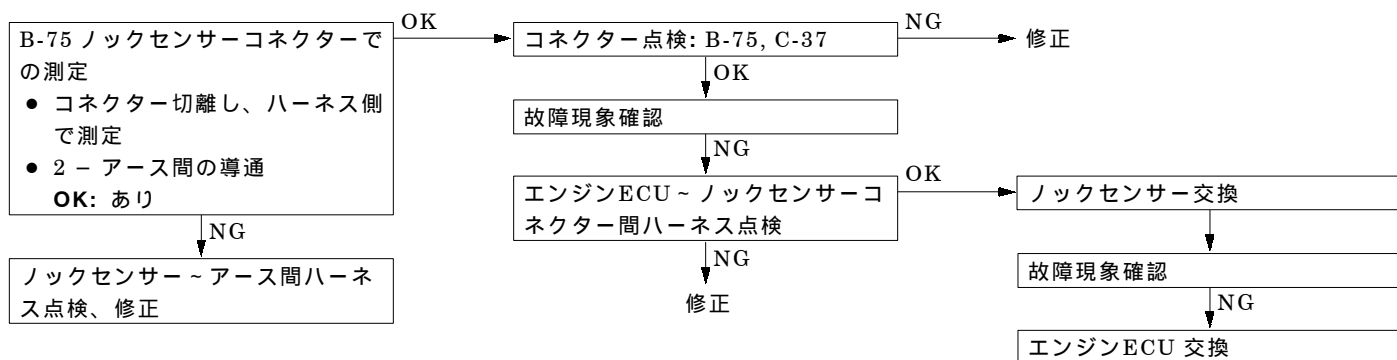 B-75 ノックセンサーコネクターで
の測定
● コネクター切離し、ハーネス側
で測定
● 2 – アース間の導通
OK: あり
OK
NG
ノックセンサー ~ アース間ハーネ
ス点検、修正
コネクター点検: B-75, C-37
NG
修正
OK
故障現象確認
NG
エンジンECU ~ ノックセンサーコ
ネクター間ハーネス点検
OK
NG
修正
ノックセンサー交換
故障現象確認
NG
エンジンECU 交換